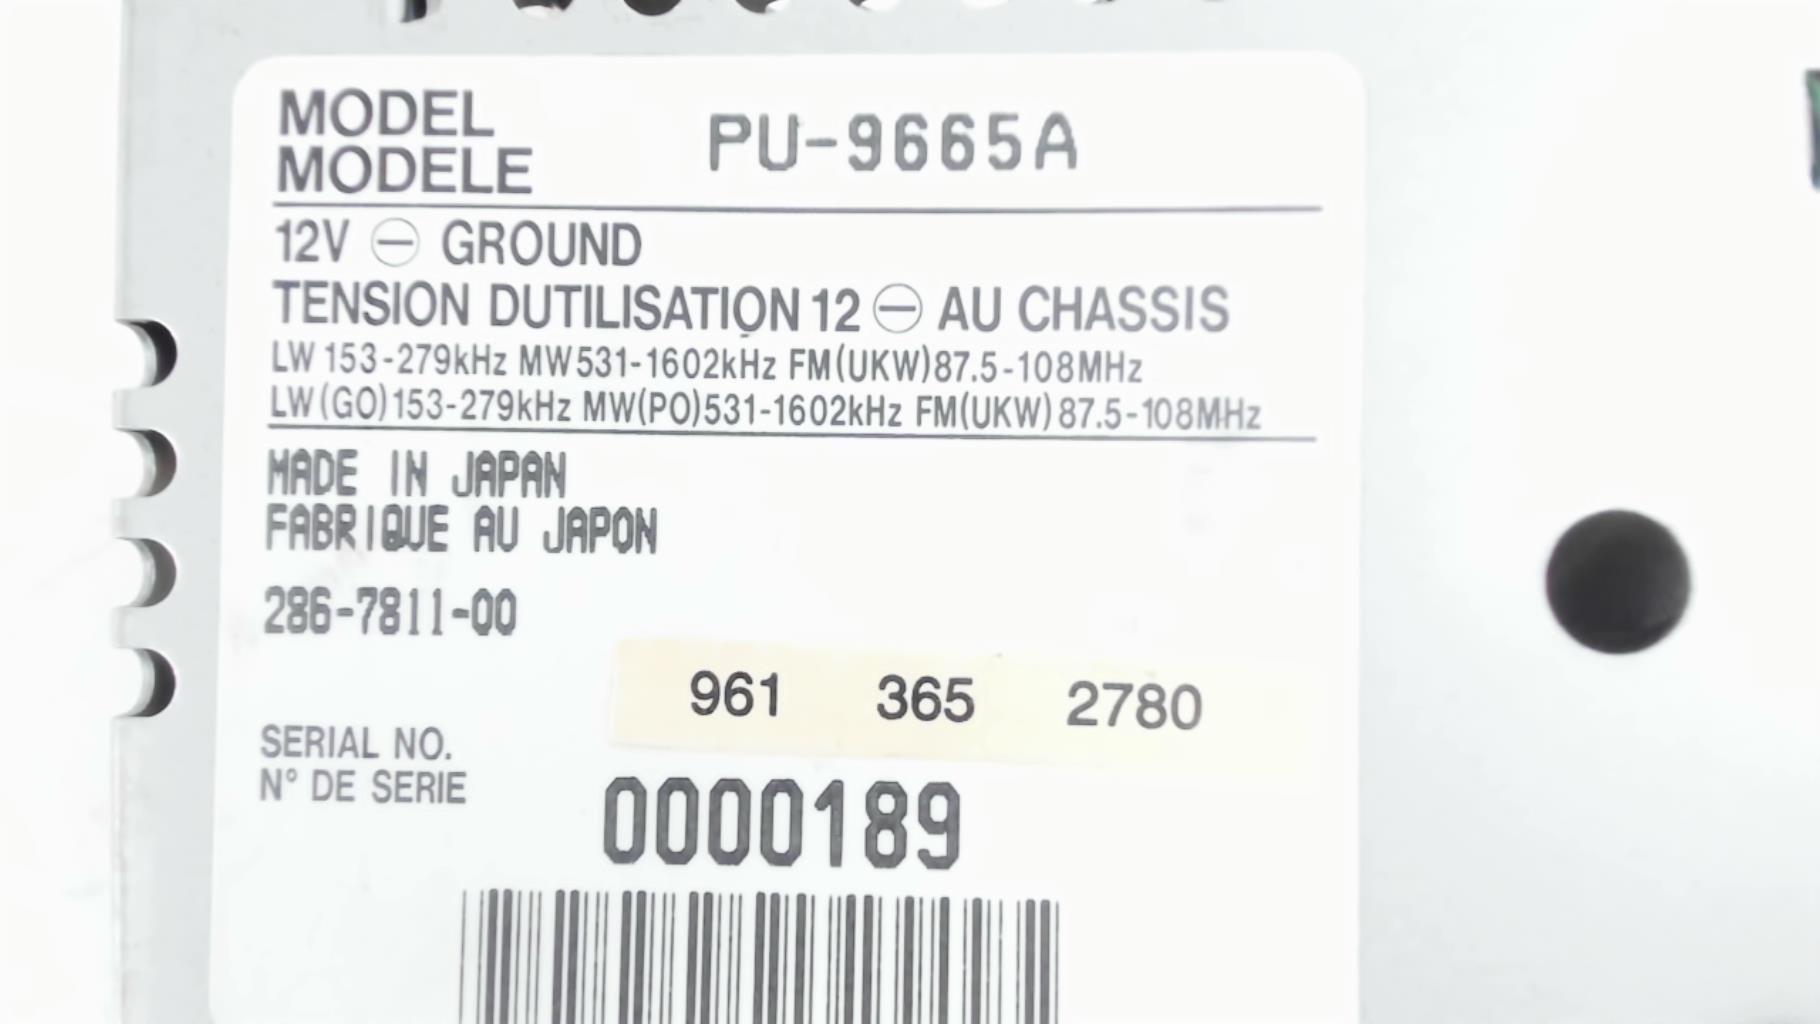 MODEL
MODELE
PU-9665A
12V ⊖ GROUND
TENSION DUTILISATION 12 ⊖ AU CHASSIS
LW 153-279kHz MW531-1602kHz FM(UKW)87.5-108MHz
LW(GO)153-279kHz MW(PO)531-1602kHz FM(UKW)87.5-108MHz
MADE IN JAPAN
FABRIQUE AU JAPON
286-7811-00
961 365 2780
SERIAL NO.
N° DE SERIE
0000189